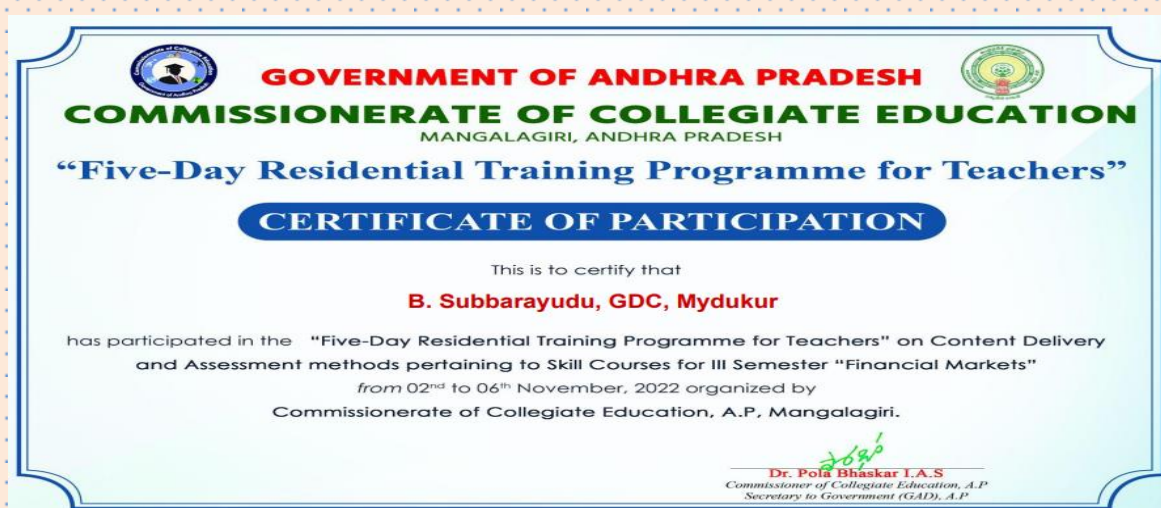 GOVERNMENT OF ANDHRA PRADESH
COMMISSIONERATE OF COLLEGIATE EDUCATION
MANGALAGIRI, ANDHRA PRADESH
“Five-Day Residential Training Programme for Teachers”
CERTIFICATE OF PARTICIPATION
This is to certify that
B. Subbarayudu, GDC, Mydukur
has participated in the “Five-Day Residential Training Programme for Teachers” on Content Delivery
and Assessment methods pertaining to Skill Courses for III Semester “Financial Markets”
from 02nd to 06th November, 2022 organized by
Commissionerate of Collegiate Education, A.P, Mangalagiri.
Dr. Pola Bhaskar I.A.S
Commissioner of Collegiate Education, A.P
Secretary to Government (GAD), A.P